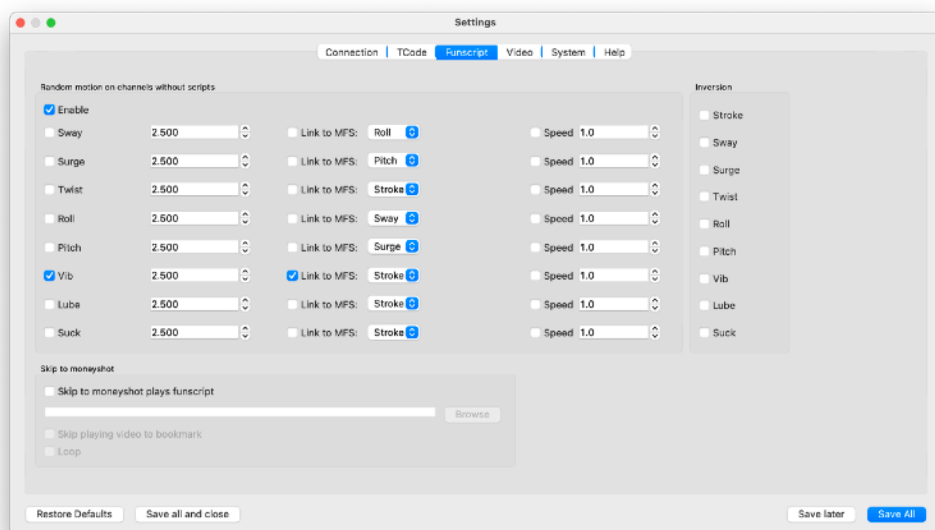 Settings
Connection TCode Funscript Video System Help
Random motion on channels without scripts
Inversion
Enable
Stroke
Sway 2.500 Link to MFS: Roll Speed 1.0
Sway
Surge 2.500 Link to MFS: Pitch Speed 1.0
Surge
Twist 2.500 Link to MFS: Stroke Speed 1.0
Twist
Roll 2.500 Link to MFS: Sway Speed 1.0
Roll
Pitch 2.500 Link to MFS: Surge Speed 1.0
Pitch
Vib 2.500 Link to MFS: Stroke Speed 1.0
Vib
Lube 2.500 Link to MFS: Stroke Speed 1.0
Lube
Suck 2.500 Link to MFS: Stroke Speed 1.0
Suck
Skip to moneyshot
Skip to moneyshot plays funscript
Browse
Skip playing video to bookmark
Loop
Restore Defaults Save all and close Save later Save All